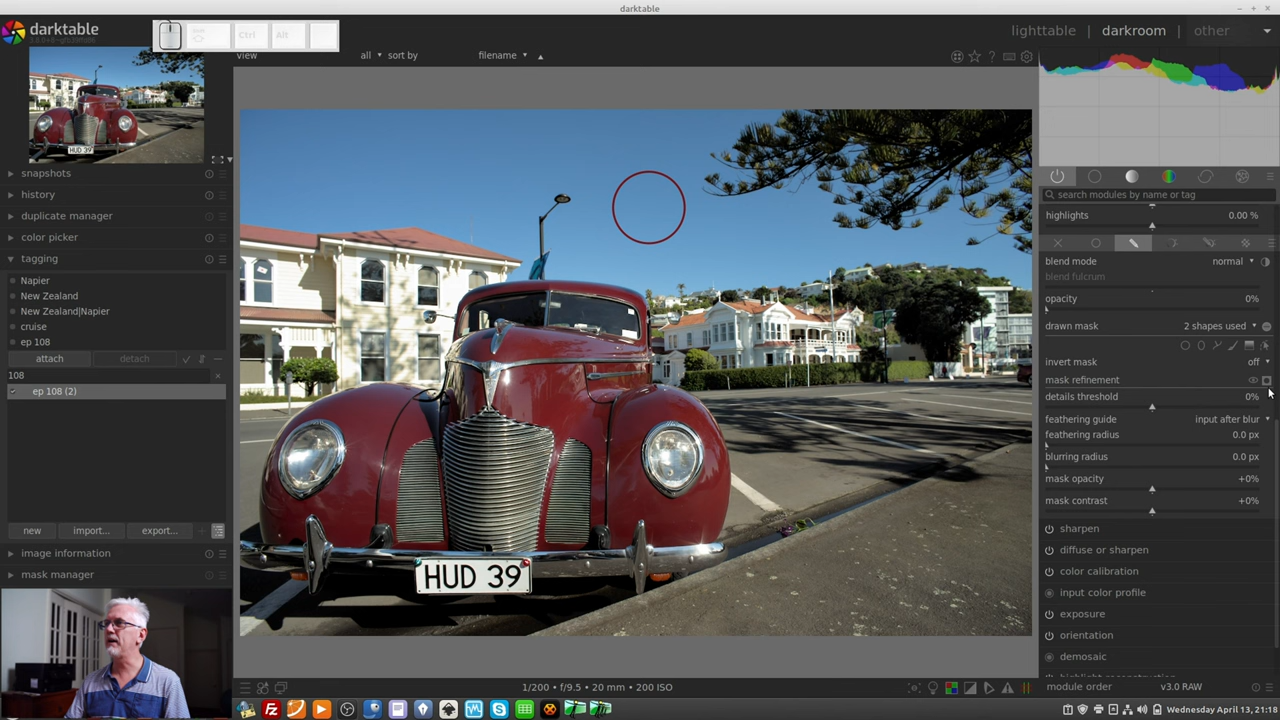 darktable
darktable
Ctrl
Alt
lighttable | darkroom | other
view
all
sort by
filename
snapshots
history
duplicate manager
color picker
tagging
Napier
New Zealand
New Zealand|Napier
cruise
ep 108
attach
detach
108
ep 108 (2)
new
import...
export...
image information
mask manager
HUD 39
1/200 • f/9.5 • 20 mm • 200 ISO
search modules by name or tag
highlights 0.00 %
blend mode normal
blend fulcrum
opacity 0%
drawn mask 2 shapes used
invert mask off
mask refinement
details threshold 0%
feathering guide input after blur
feathering radius 0.0 px
blurring radius 0.0 px
mask opacity +0%
mask contrast +0%
sharpen
diffuse or sharpen
color calibration
input color profile
exposure
orientation
demosaic
module order v3.0 RAW
Wednesday April 13, 21:18